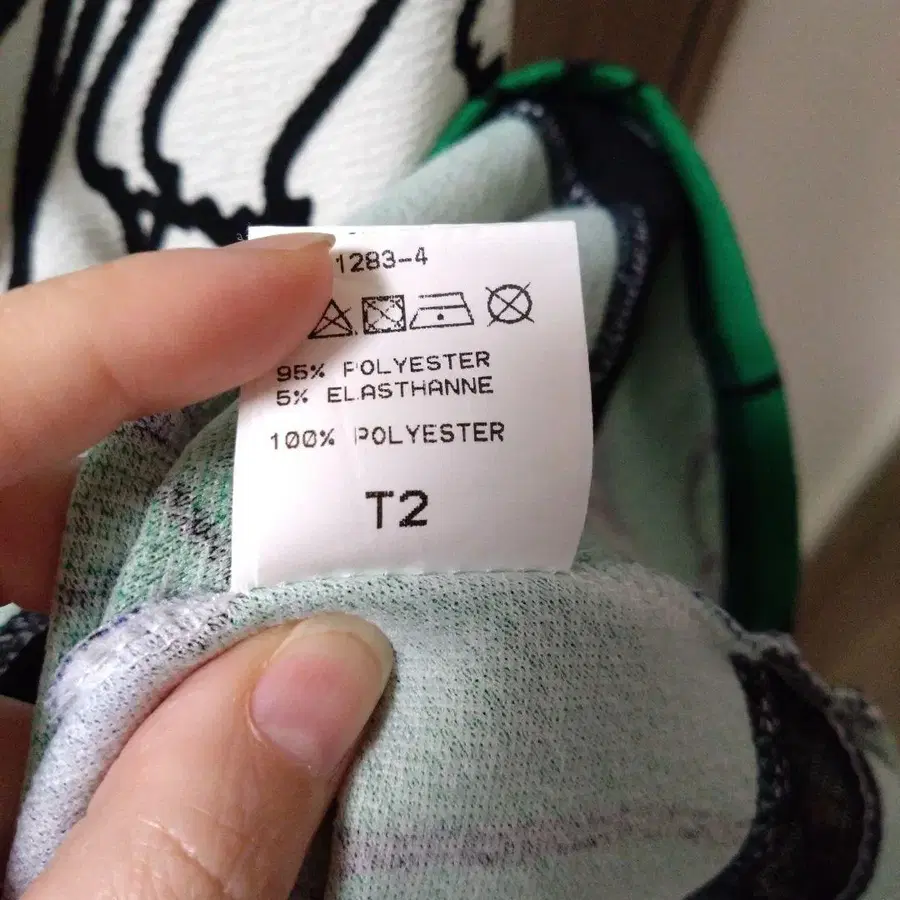 1283-4
95% POLYESTER
5% ELASTHANNE
100% POLYESTER
T2